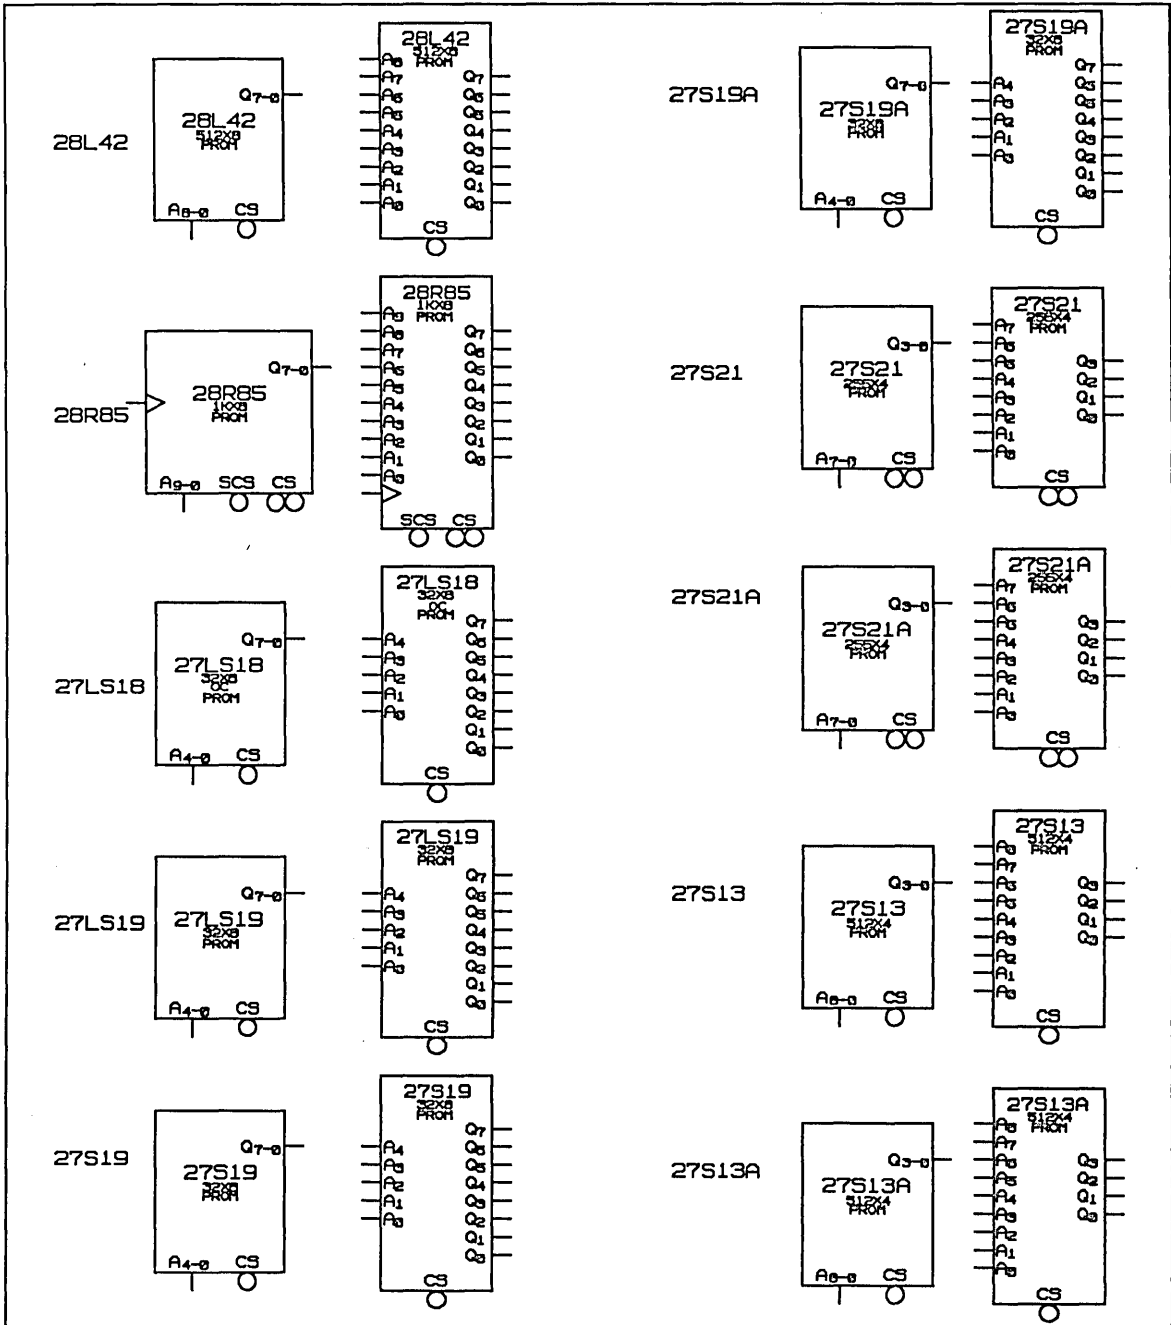 28L42
Q7-0
28L42
512X8
PROM
A8-0 CS
28L42
512X8
PROM
A8
A7 Q7
A6 Q6
A5 Q5
A4 Q4
A3 Q3
A2 Q2
A1 Q1
A0 Q0
CS
28R85
Q7-0
28R85
1KX8
PROM
A9-0 SCS CS
28R85
1KX8
PROM
A9
A8 Q7
A7 Q6
A6 Q5
A5 Q4
A4 Q3
A3 Q2
A2 Q1
A1 Q0
A0
SCS CS
27LS18
Q7-0
27LS18
32X8
OC
PROM
A4-0 CS
27LS18
32X8
OC
PROM
Q7
A4 Q6
A3 Q5
A2 Q4
A1 Q3
A0 Q2
Q1
Q0
CS
27LS19
Q7-0
27LS19
32X8
PROM
A4-0 CS
27LS19
32X8
PROM
Q7
A4 Q6
A3 Q5
A2 Q4
A1 Q3
A0 Q2
Q1
Q0
CS
27S19
Q7-0
27S19
32X8
PROM
A4-0 CS
27S19
32X8
PROM
Q7
A4 Q6
A3 Q5
A2 Q4
A1 Q3
A0 Q2
Q1
Q0
CS
27S19A
Q7-0
27S19A
32X8
PROM
A4-0 CS
27S19A
32X8
PROM
Q7
A4 Q6
A3 Q5
A2 Q4
A1 Q3
A0 Q2
Q1
Q0
CS
27S21
Q3-0
27S21
256X4
PROM
A7-0 CS
27S21
256X4
PROM
A7
A6
A5 Q3
A4 Q2
A3 Q1
A2 Q0
A1
A0
CS
27S21A
Q3-0
27S21A
256X4
PROM
A7-0 CS
27S21A
256X4
PROM
A7
A6
A5 Q3
A4 Q2
A3 Q1
A2 Q0
A1
A0
CS
27S13
Q3-0
27S13
512X4
PROM
A8-0 CS
27S13
512X4
PROM
A8
A7
A6 Q3
A5 Q2
A4 Q1
A3 Q0
A2
A1
A0
CS
27S13A
Q3-0
27S13A
512X4
PROM
A8-0 CS
27S13A
512X4
PROM
A8
A7
A6 Q3
A5 Q2
A4 Q1
A3 Q0
A2
A1
A0
CS